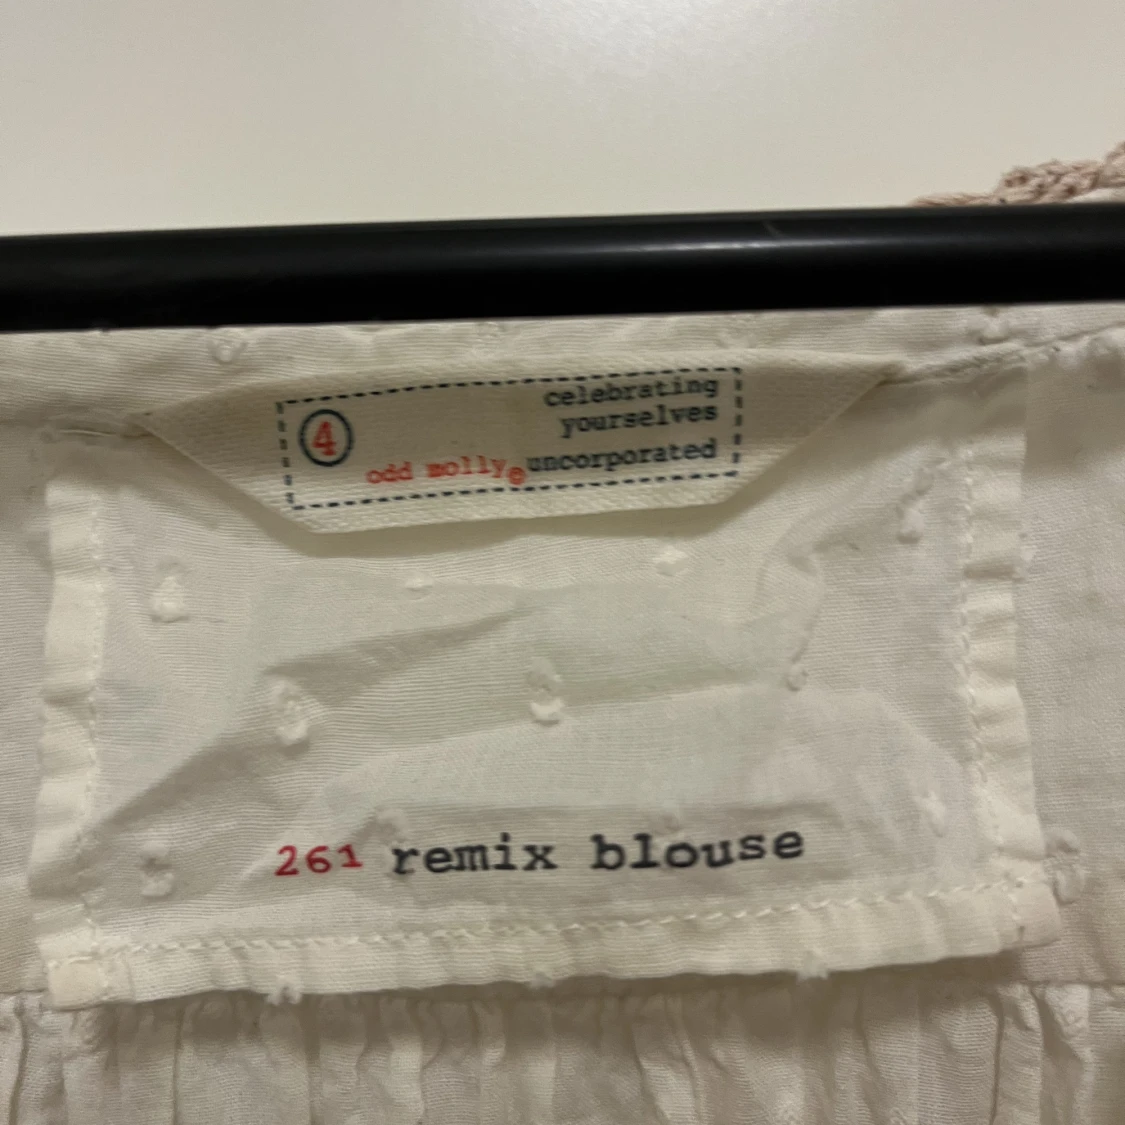 4
celebrating
yourselves
odd molly© uncorporated
261 remix blouse